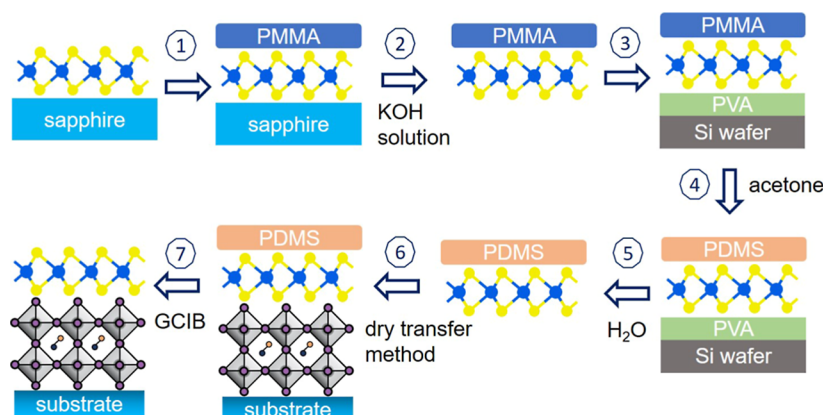 1
PMMA
2
PMMA
3
PMMA
sapphire
sapphire
KOH
solution
PVA
Si wafer
4
acetone
7
PDMS
6
PDMS
5
PDMS
GCIB
dry transfer
method
H₂O
PVA
Si wafer
substrate
substrate